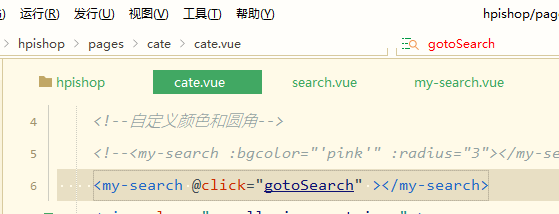 运行(R) 发行(U) 视图(V) 工具(T) 帮助(Y) hpishop/pag
hpishop > pages > cate > cate.vue gotoSearch
hpishop cate.vue search.vue my-search.vue
4 <!--自定义颜色和圆角-->
5 <!--<my-search :bgcolor="'pink'" :radius="3"></my-se
6 <my-search @click="gotoSearch" ></my-search>